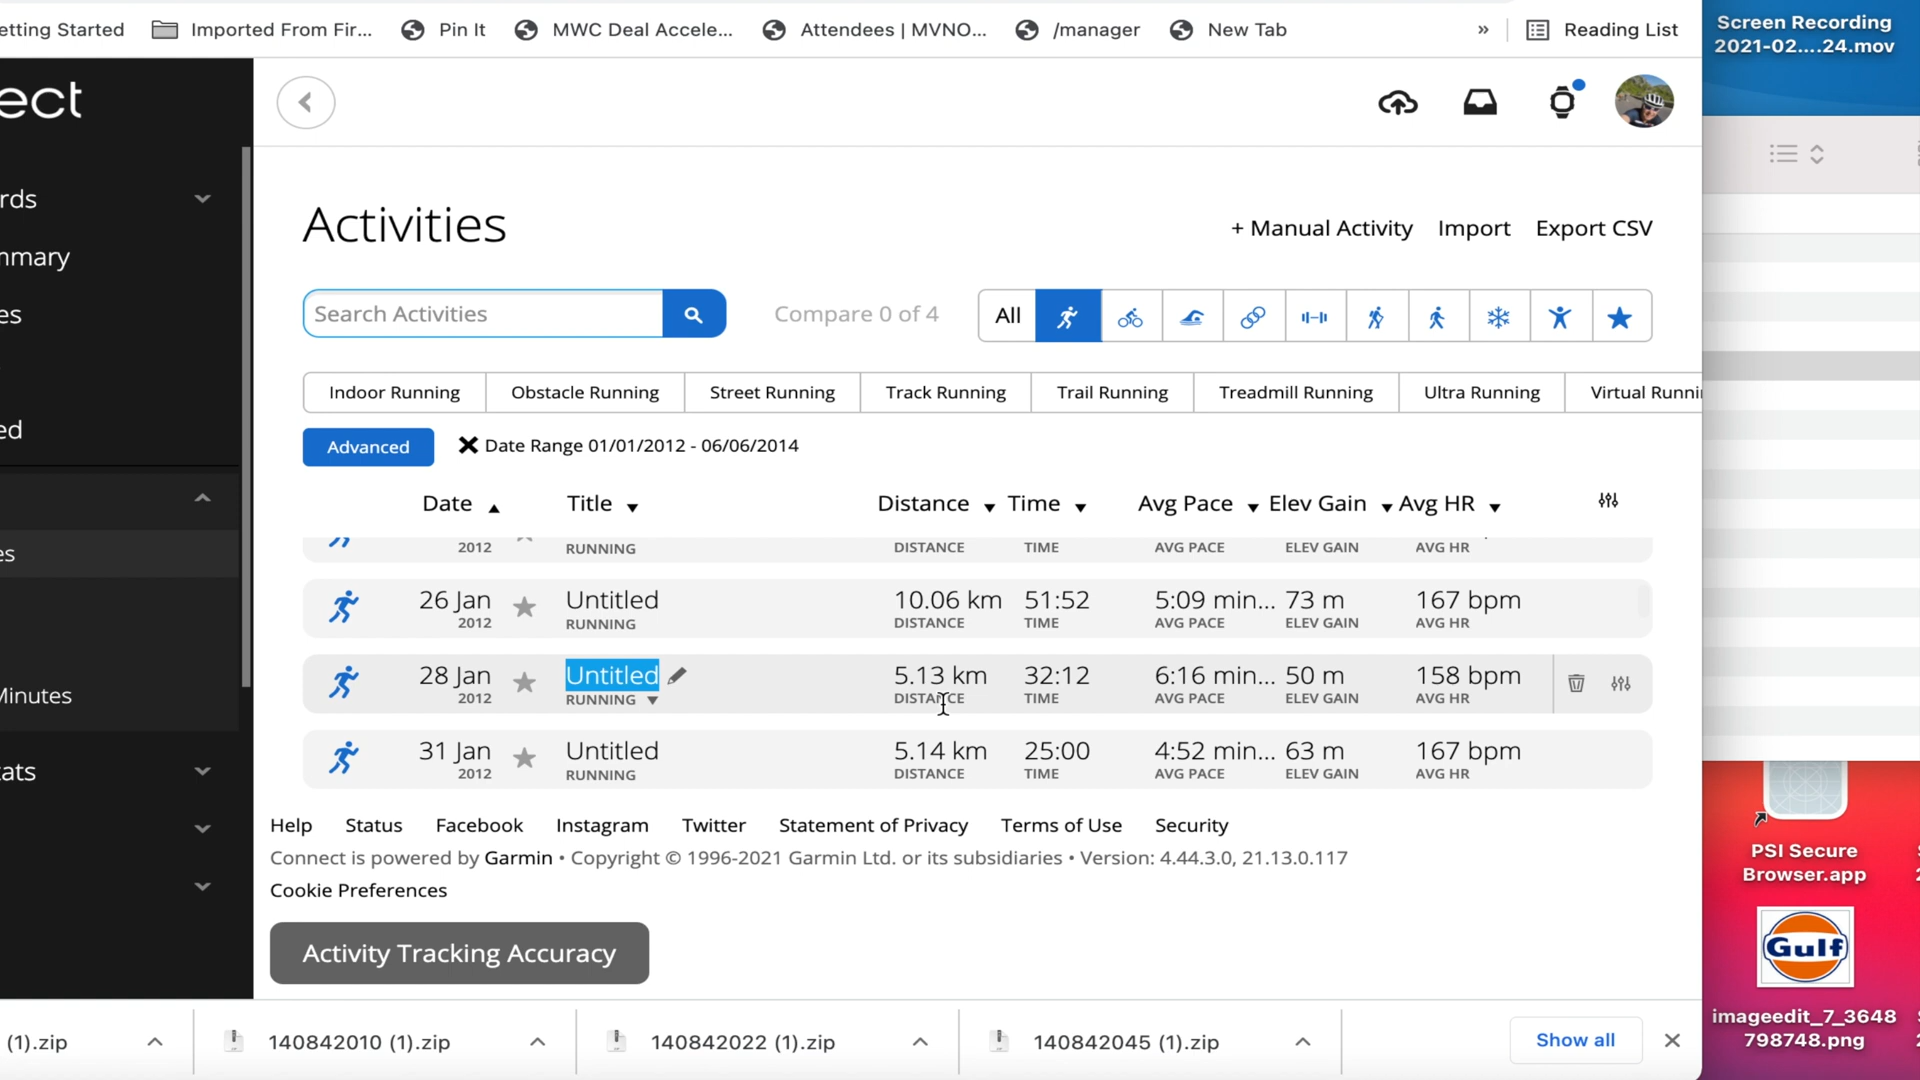 etting Started Imported From Fir... Pin It MWC Deal Accele... Attendees | MVNO... /manager New Tab » Reading List
Screen Recording
2021-02....24.mov
ect
rds
mmary
es
ed
es
Minutes
ats
Activities
+ Manual Activity Import Export CSV
Search Activities
Compare 0 of 4
All
Indoor Running Obstacle Running Street Running Track Running Trail Running Treadmill Running Ultra Running Virtual Runni
Advanced
Date Range 01/01/2012 - 06/06/2014
Date Title Distance Time Avg Pace Elev Gain Avg HR
2012 RUNNING DISTANCE TIME AVG PACE ELEV GAIN AVG HR
26 Jan Untitled 10.06 km 51:52 5:09 min... 73 m 167 bpm
2012 RUNNING DISTANCE TIME AVG PACE ELEV GAIN AVG HR
28 Jan Untitled 5.13 km 32:12 6:16 min... 50 m 158 bpm
2012 RUNNING DISTANCE TIME AVG PACE ELEV GAIN AVG HR
31 Jan Untitled 5.14 km 25:00 4:52 min... 63 m 167 bpm
2012 RUNNING DISTANCE TIME AVG PACE ELEV GAIN AVG HR
Help Status Facebook Instagram Twitter Statement of Privacy Terms of Use Security
Connect is powered by Garmin • Copyright © 1996-2021 Garmin Ltd. or its subsidiaries • Version: 4.44.3.0, 21.13.0.117
Cookie Preferences
Activity Tracking Accuracy
PSI Secure
Browser.app
Gulf
imageedit_7_3648
798748.png
(1).zip 140842010 (1).zip 140842022 (1).zip 140842045 (1).zip Show all